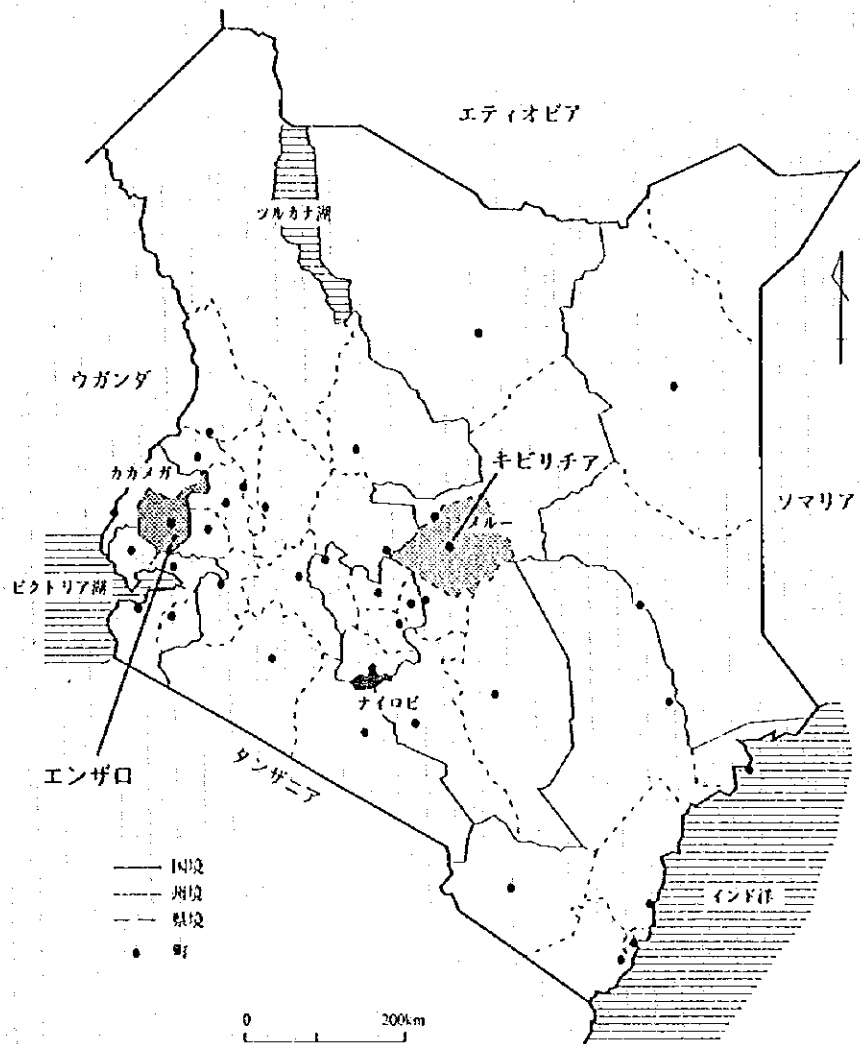 エティオピア
ツルカナ湖
ウガンダ
カカメガ
キビリチア
メルー
ソマリア
ビクトリア湖
ナイロビ
エンザロ
タンザニア
国境
州境
県境
町
インド洋
0 200km